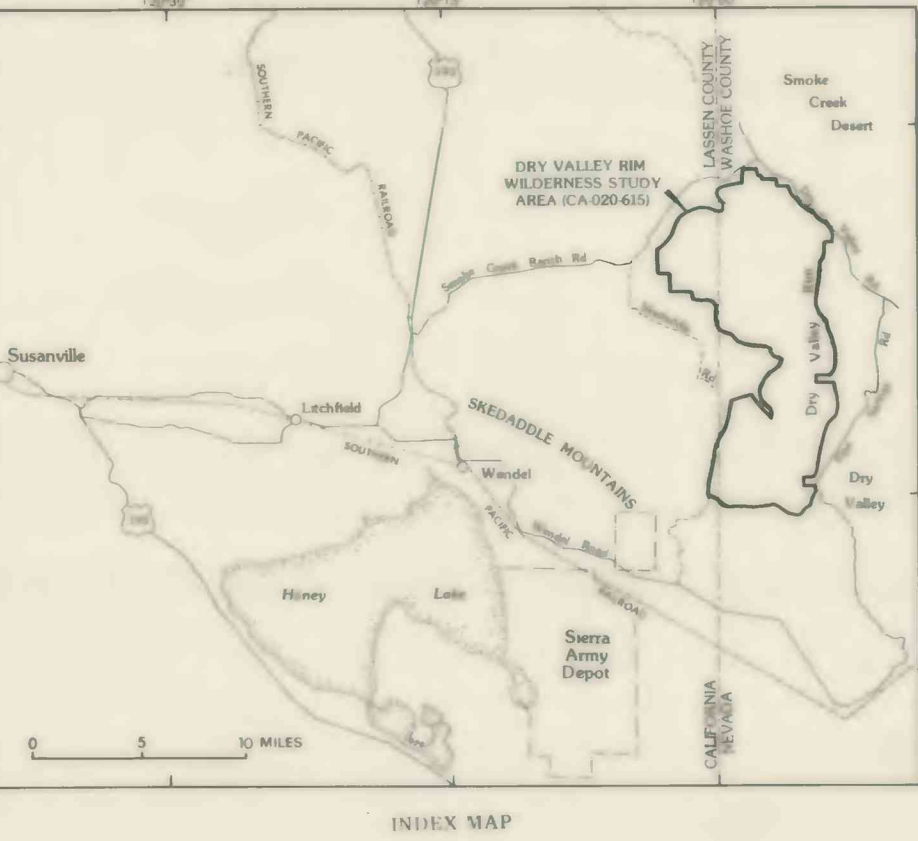 SOUTHERN
PACIFIC
RAILROAD
LASSEN COUNTY
WASHOE COUNTY
Smoke
Creek
Desert
DRY VALLEY RIM
WILDERNESS STUDY
AREA (CA-020-615)
Smoke Creek Ranch Rd
Rd
Rd
Rd
Dry Valley Rim
Susanville
Litchfield
SKEDADDLE MOUNTAINS
SOUTHERN
Wendel
PACIFIC
Wendel Road
RAILROAD
Dry
Valley
Honey Lake
Sierra
Army
Depot
CALIFORNIA
NEVADA
0 5 10 MILES
INDEX MAP